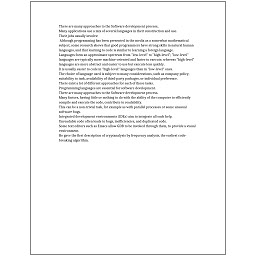 There are many approaches to the Software development process.
Many applications use a mix of several languages in their construction and use.
Their jobs usually involve:
Although programming has been presented in the media as a somewhat mathematical
subject, some research shows that good programmers have strong skills in natural human
languages, and that learning to code is similar to learning a foreign language.
Languages form an approximate spectrum from "low-level" to "high-level"; "low-level"
languages are typically more machine-oriented and faster to execute, whereas "high-level"
languages are more abstract and easier to use but execute less quickly.
It is usually easier to code in "high-level" languages than in "low-level" ones.
The choice of language used is subject to many considerations, such as company policy,
suitability to task, availability of third-party packages, or individual preference.
There exist a lot of different approaches for each of those tasks.
Programming languages are essential for software development.
There are many approaches to the Software development process.
Many factors, having little or nothing to do with the ability of the computer to efficiently
compile and execute the code, contribute to readability.
This can be a non-trivial task, for example as with parallel processes or some unusual
software bugs.
Integrated development environments (IDEs) aim to integrate all such help.
Unreadable code often leads to bugs, inefficiencies, and duplicated code.
Some text editors such as Emacs allow GDB to be invoked through them, to provide a visual
environment.
He gave the first description of cryptanalysis by frequency analysis, the earliest code-
breaking algorithm.